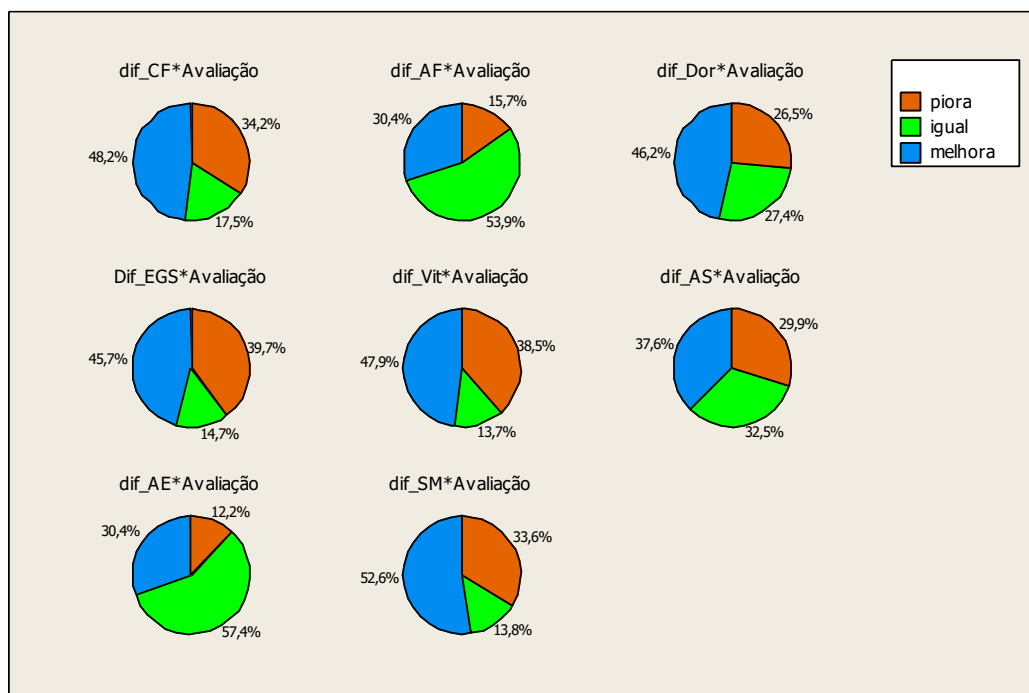 dif_CF*Avaliação
34,2%
48,2%
17,5%
dif_AF*Avaliação
15,7%
30,4%
53,9%
dif_Dor*Avaliação
26,5%
46,2%
27,4%
piora
igual
melhora
Dif_EGS*Avaliação
39,7%
45,7%
14,7%
dif_Vit*Avaliação
38,5%
47,9%
13,7%
dif_AS*Avaliação
29,9%
37,6%
32,5%
dif_AE*Avaliação
12,2%
30,4%
57,4%
dif_SM*Avaliação
33,6%
52,6%
13,8%